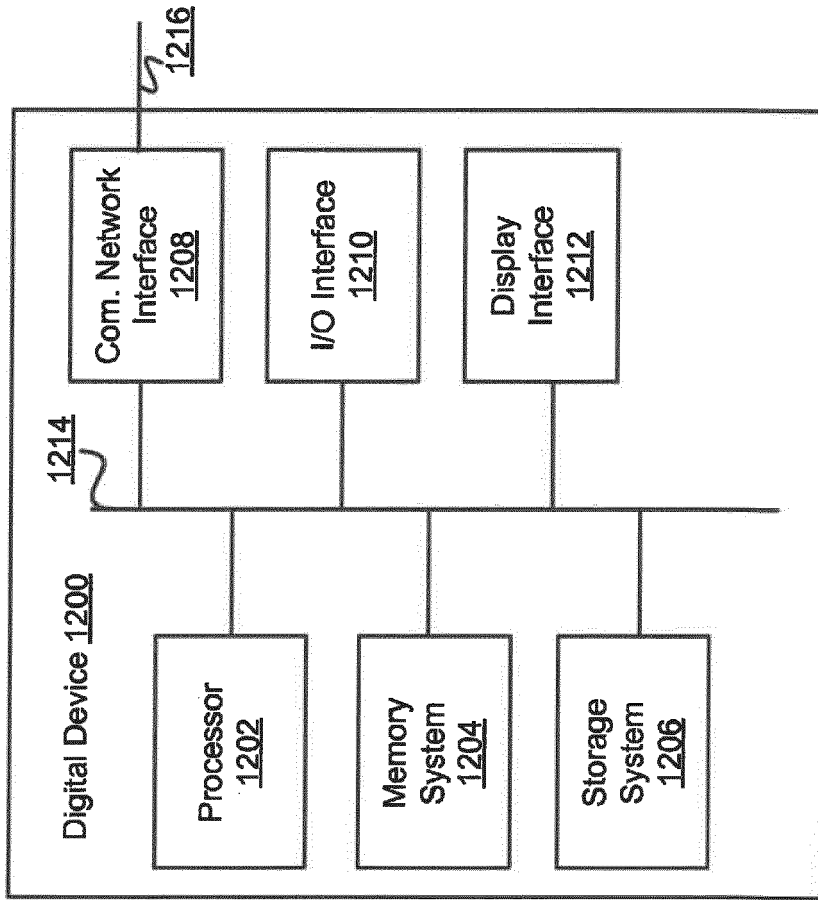 Digital Device 1200
1214
1216
Processor
1202
Memory
System
1204
Storage
System
1206
Com. Network
Interface
1208
I/O Interface
1210
Display
Interface
1212